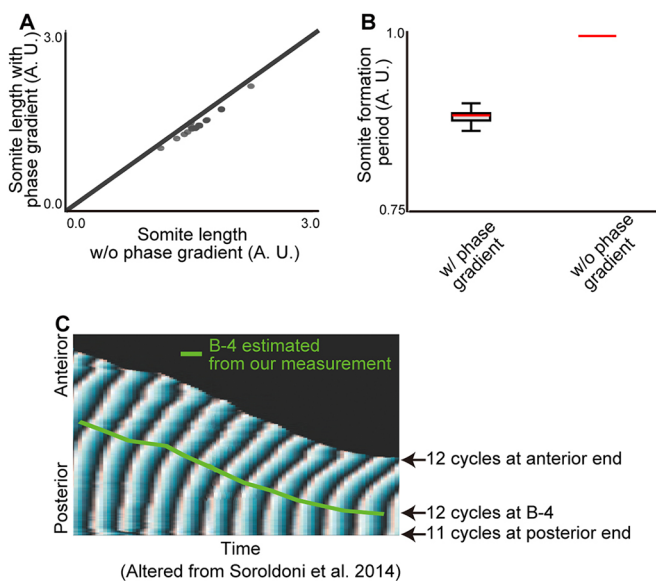 A
3.0
Somite length with
phase gradient (A. U.)
0.0
0.0
3.0
Somite length
w/o phase gradient (A. U.)
B
1.0
Somite formation
period (A. U.)
0.75
w/ phase
gradient
w/o phase
gradient
C
B-4 estimated
from our measurement
Anteiror
Posterior
12 cycles at anterior end
12 cycles at B-4
11 cycles at posterior end
Time
(Altered from Soroldoni et al. 2014)